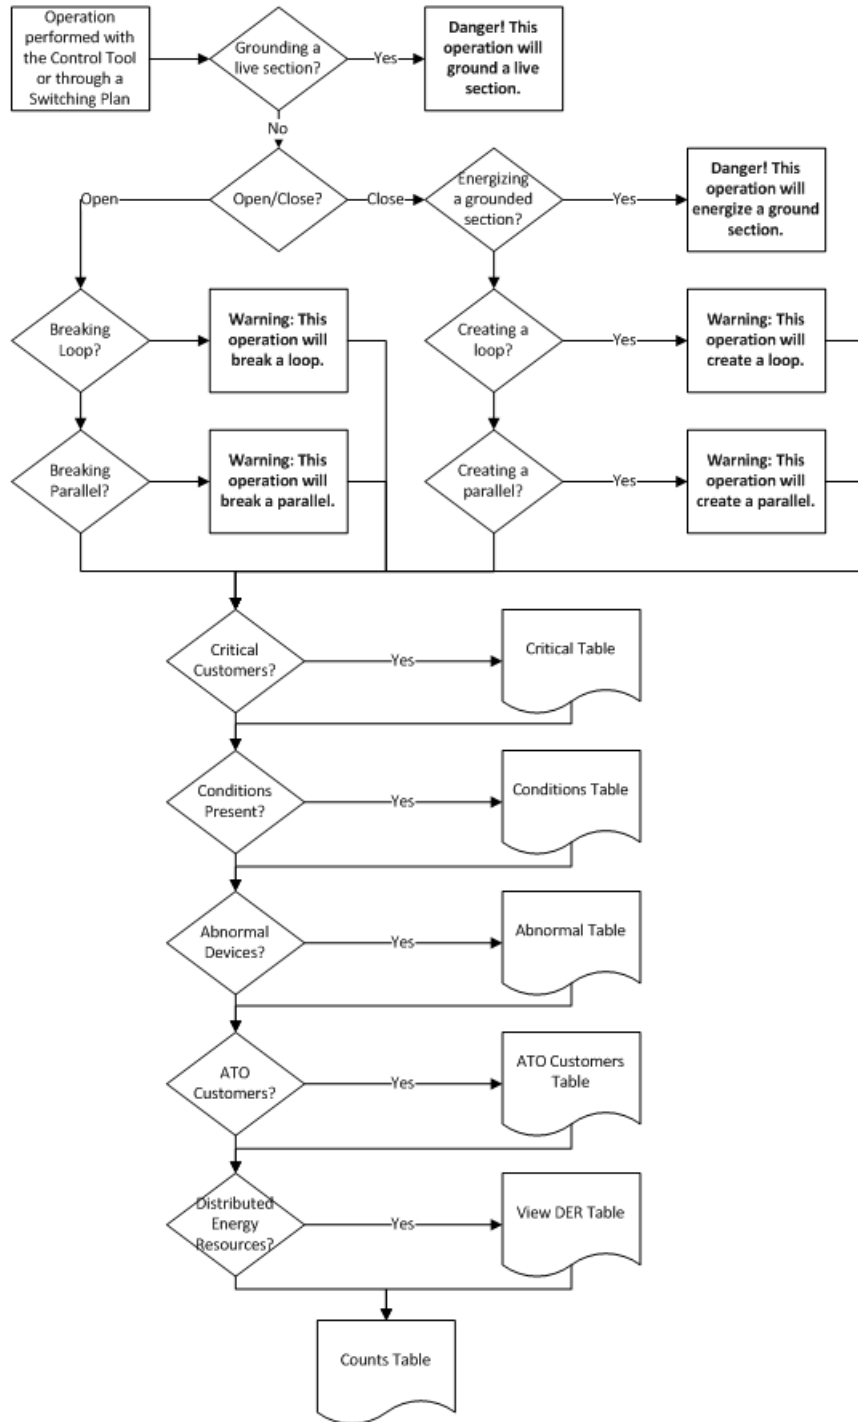 Operation
performed with
the Control Tool
or through a
Switching Plan
Grounding a
live section?
Yes
Danger! This
operation will
ground a live
section.
No
Open
Open/Close?
Close
Energizing
a grounded
section?
Yes
Danger! This
operation will
energize a ground
section.
Breaking
Loop?
Warning: This
operation will
break a loop.
Creating a
loop?
Yes
Warning: This
operation will
create a loop.
Breaking
Parallel?
Warning: This
operation will
break a parallel.
Creating a
parallel?
Yes
Warning: This
operation will
create a parallel.
Critical
Customers?
Yes
Critical Table
Conditions
Present?
Yes
Conditions Table
Abnormal
Devices?
Yes
Abnormal Table
ATO
Customers?
Yes
ATO Customers
Table
Distributed
Energy
Resources?
Yes
View DER Table
Counts Table